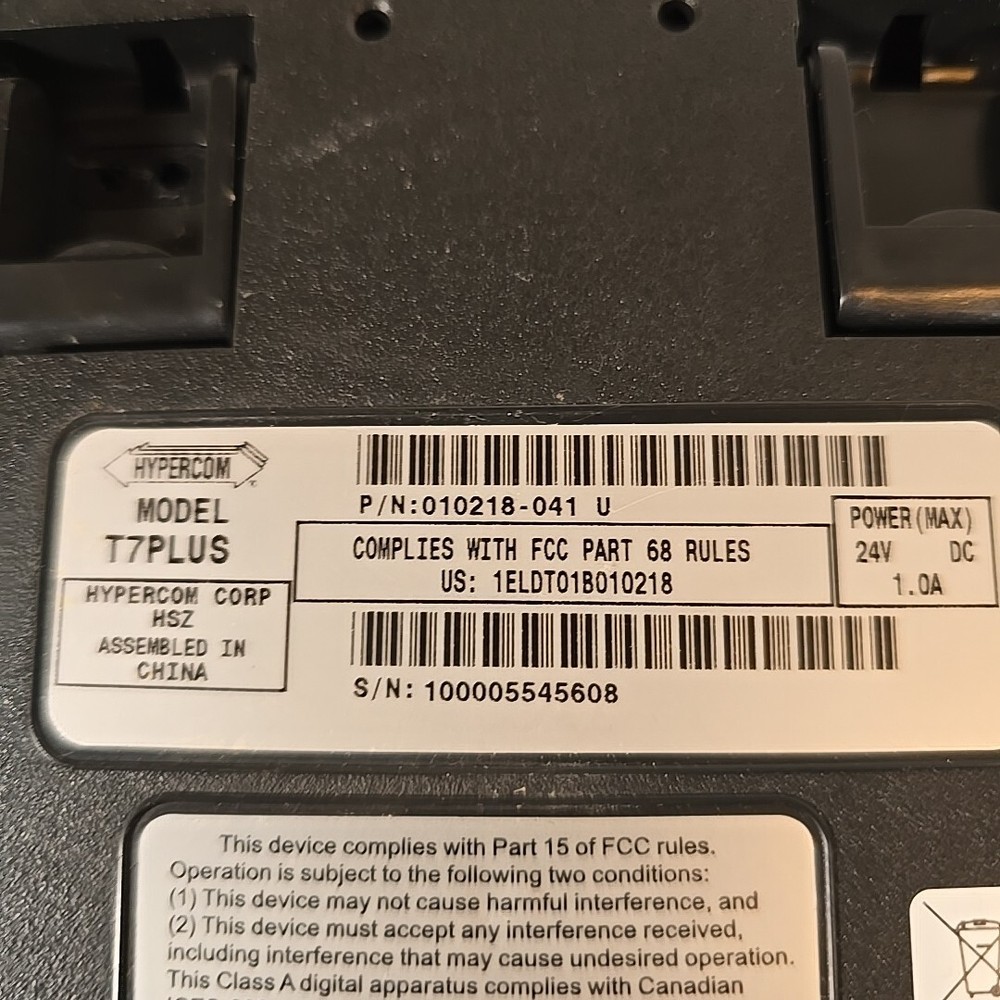 HYPERCOM
MODEL
T7PLUS
HYPERCOM CORP
HSZ
ASSEMBLED IN
CHINA
P/N:010218-041 U
COMPLIES WITH FCC PART 68 RULES
US: 1ELDT01B010218
POWER(MAX)
24V DC
1.0A
S/N: 100005545608
This device complies with Part 15 of FCC rules.
Operation is subject to the following two conditions:
(1) This device may not cause harmful interference, and
(2) This device must accept any interference received,
including interference that may cause undesired operation.
This Class A digital apparatus complies with Canadian